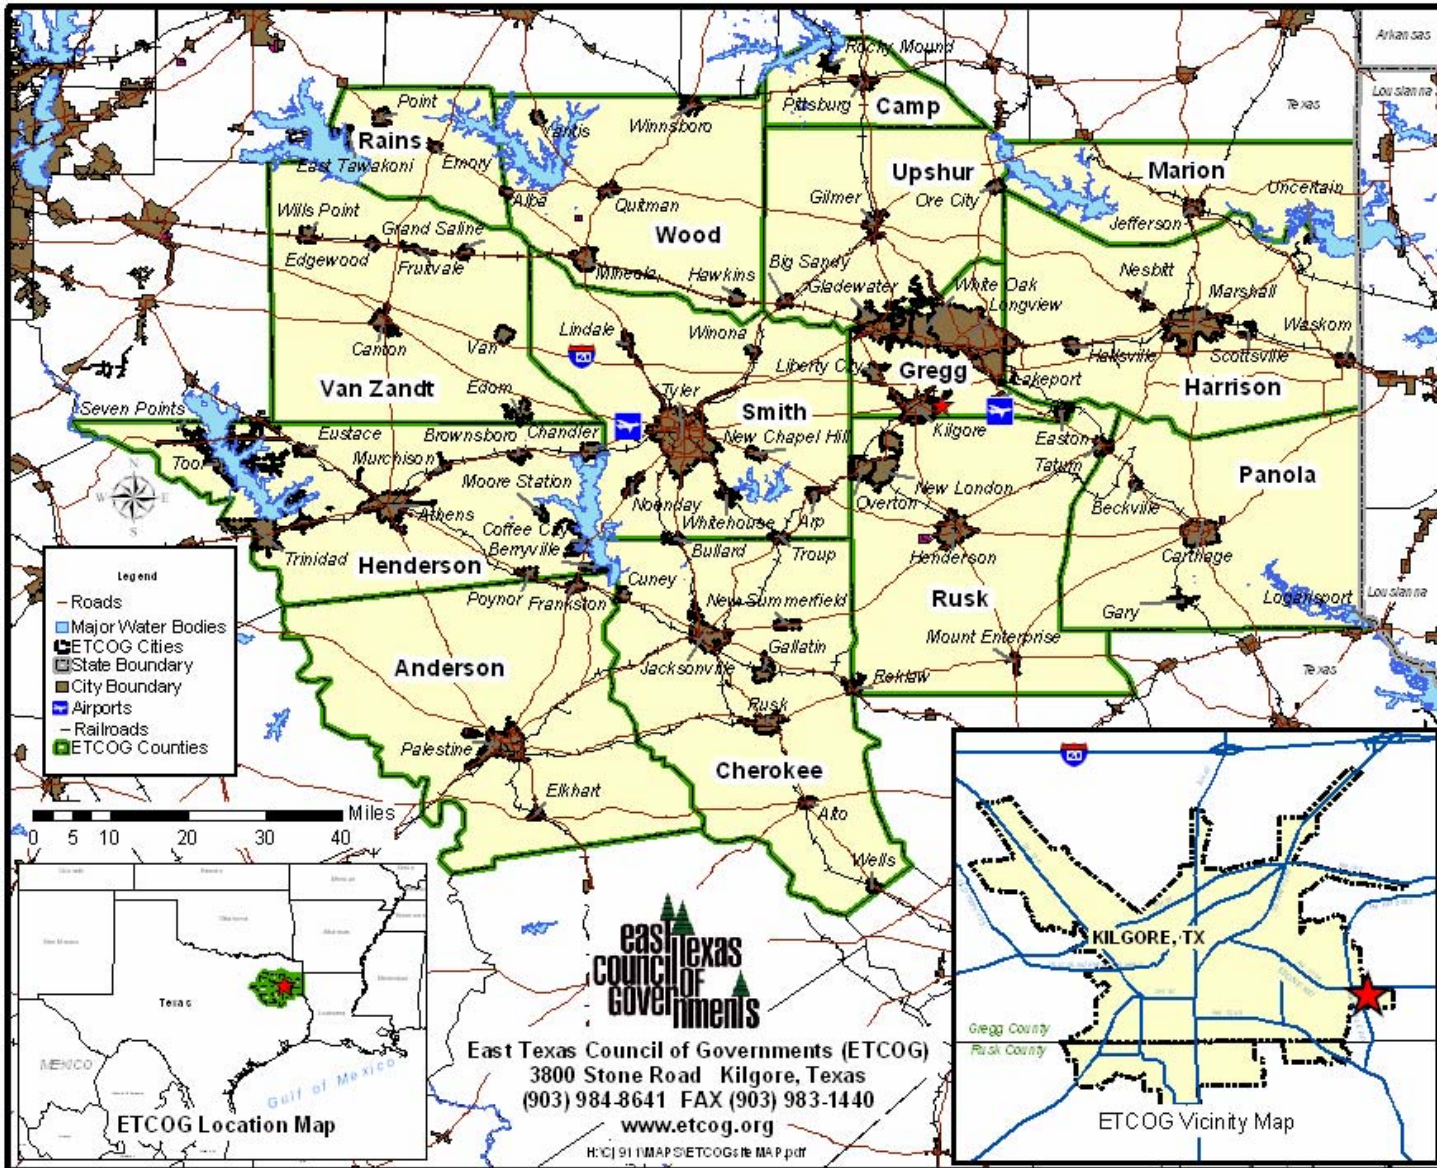 Arkansas
Rocky Mound
Lousianna
Point
Pittsburg
Camp
Texas
Yantis
Winnsboro
Rains
East Tawakoni
Emory
Upshur
Marion
Uncertain
Alba
Quitman
Gilmer
Ore City
Jefferson
Wills Point
Grand Saline
Wood
Edgewood
Fruitvale
Mineola
Hawkins
Big Sandy
Nesbitt
Gladewater
White Oak
Longview
Marshall
Lindale
Winona
Waskom
Canton
Van
20
Liberty City
Hallsville
Scottsville
Gregg
Lakeport
Harrison
Van Zandt
Edom
Tyler
Smith
Seven Points
Eustace
Brownsboro
Chandler
New Chapel Hill
Kilgore
Easton
Tool
Murchison
Tatum
Panola
Moore Station
Noonday
Whitehouse
Arp
Overton
New London
Beckville
Athens
Coffee City
Berryville
Bullard
Troup
Henderson
Carthage
Trinidad
Henderson
Cuney
Poynor
Frankston
New Summerfield
Rusk
Gary
Logansport
Lousianna
Mount Enterprise
Anderson
Jacksonville
Gallatin
Reklaw
Texas
Rusk
Palestine
Cherokee
Elkhart
Alto
Wells
N
W
E
S
Legend
Roads
Major Water Bodies
ETCOG Cities
State Boundary
City Boundary
Airports
Railroads
ETCOG Counties
Miles
0 5 10 20 30 40
Texas
MEXICO
Gulf of Mexico
ETCOG Location Map
east texas
council of
governments
East Texas Council of Governments (ETCOG)
3800 Stone Road Kilgore, Texas
(903) 984-8641 FAX (903) 983-1440
www.etcog.org
H:\CJ911\MAPS\ETCOGsite MAP.pdf
20
KILGORE, TX
Gregg County
Rusk County
ETCOG Vicinity Map